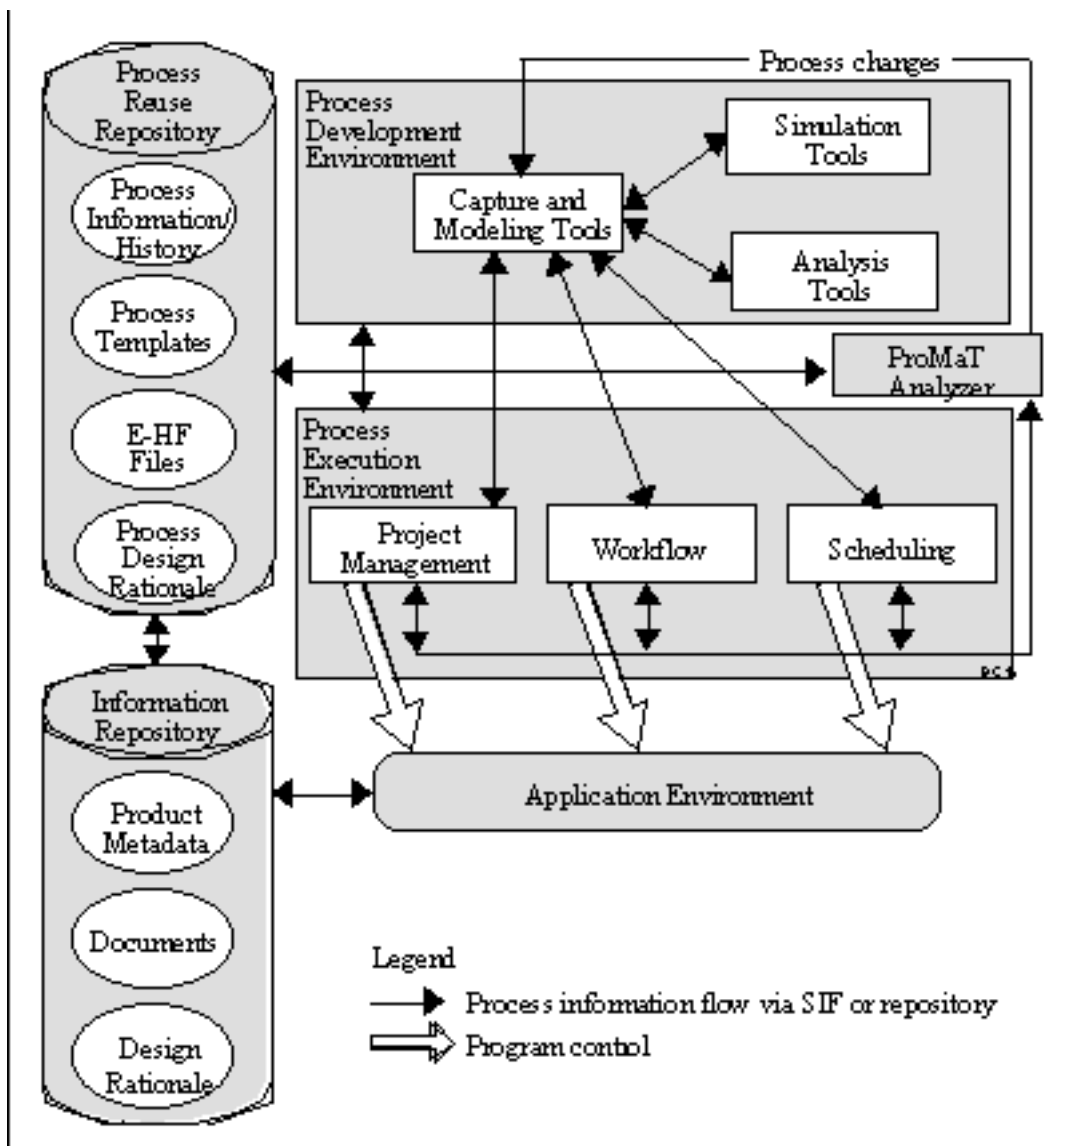 Process
Reuse
Repository
Process
Information/
History
Process
Templates
E-HF
Files
Process
Design
Rationale
Information
Repository
Product
Metadata
Documents
Design
Rationale
Process changes
Process
Development
Environment
Simulation
Tools
Capture and
Modeling Tools
Analysis
Tools
ProMaT
Analyzer
Process
Execution
Environment
Project
Management
Workflow
Scheduling
Application Environment
Legend
Process information flow via SIF or repository
Program control